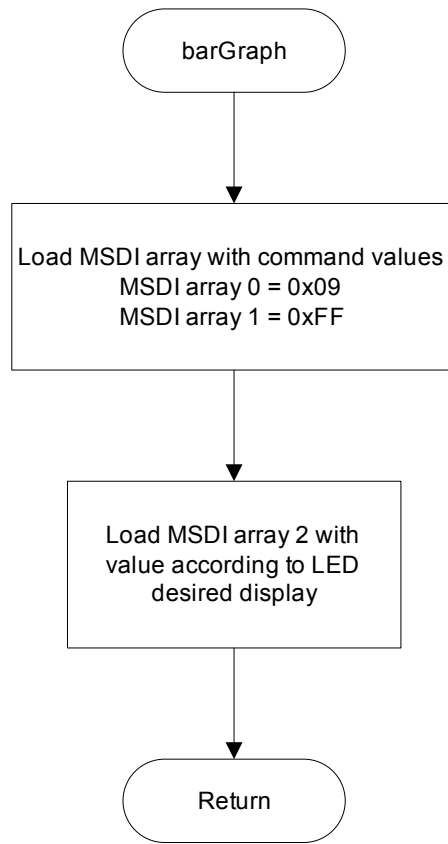 barGraph
Load MSDI array with command values
MSDI array 0 = 0x09
MSDI array 1 = 0xFF
Load MSDI array 2 with
value according to LED
desired display
Return